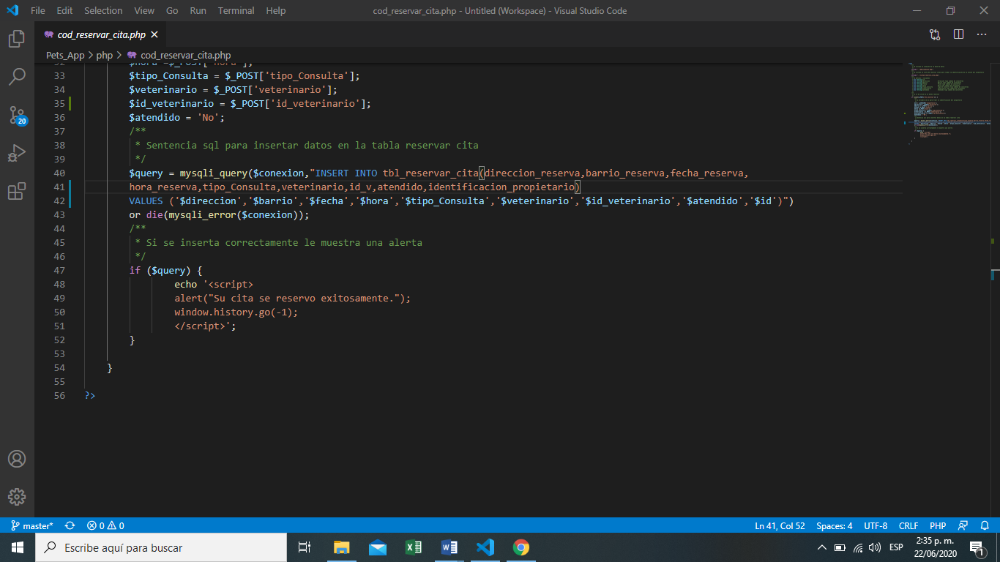 File Edit Selection View Go Run Terminal Help
cod_reservar_cita.php - Untitled (Workspace) - Visual Studio Code
cod_reservar_cita.php
Pets_App > php > cod_reservar_cita.php
32 $hora =$_POST['hora'];
33 $tipo_Consulta = $_POST['tipo_Consulta'];
34 $veterinario = $_POST['veterinario'];
35 $id_veterinario = $_POST['id_veterinario'];
36 $atendido = 'No';
37 /**
38 * Sentencia sql para insertar datos en la tabla reservar cita
39 */
40 $query = mysqli_query($conexion,"INSERT INTO tbl_reservar_cita(direccion_reserva,barrio_reserva,fecha_reserva,
41 hora_reserva,tipo_Consulta,veterinario,id_v,atendido,identificacion_propietario)
42 VALUES ('$direccion','$barrio','$fecha','$hora','$tipo_Consulta','$veterinario','$id_veterinario','$atendido','$id')")
43 or die(mysqli_error($conexion));
44 /**
45 * Si se inserta correctamente le muestra una alerta
46 */
47 if ($query) {
48 echo '<script>
49 alert("Su cita se reservo exitosamente.");
50 window.history.go(-1);
51 </script>';
52 }
53
54 }
55
56 ?>
20
master* 0 0
Ln 41, Col 52 Spaces: 4 UTF-8 CRLF PHP
Escribe aquí para buscar
ESP
2:35 p. m.
22/06/2020
1